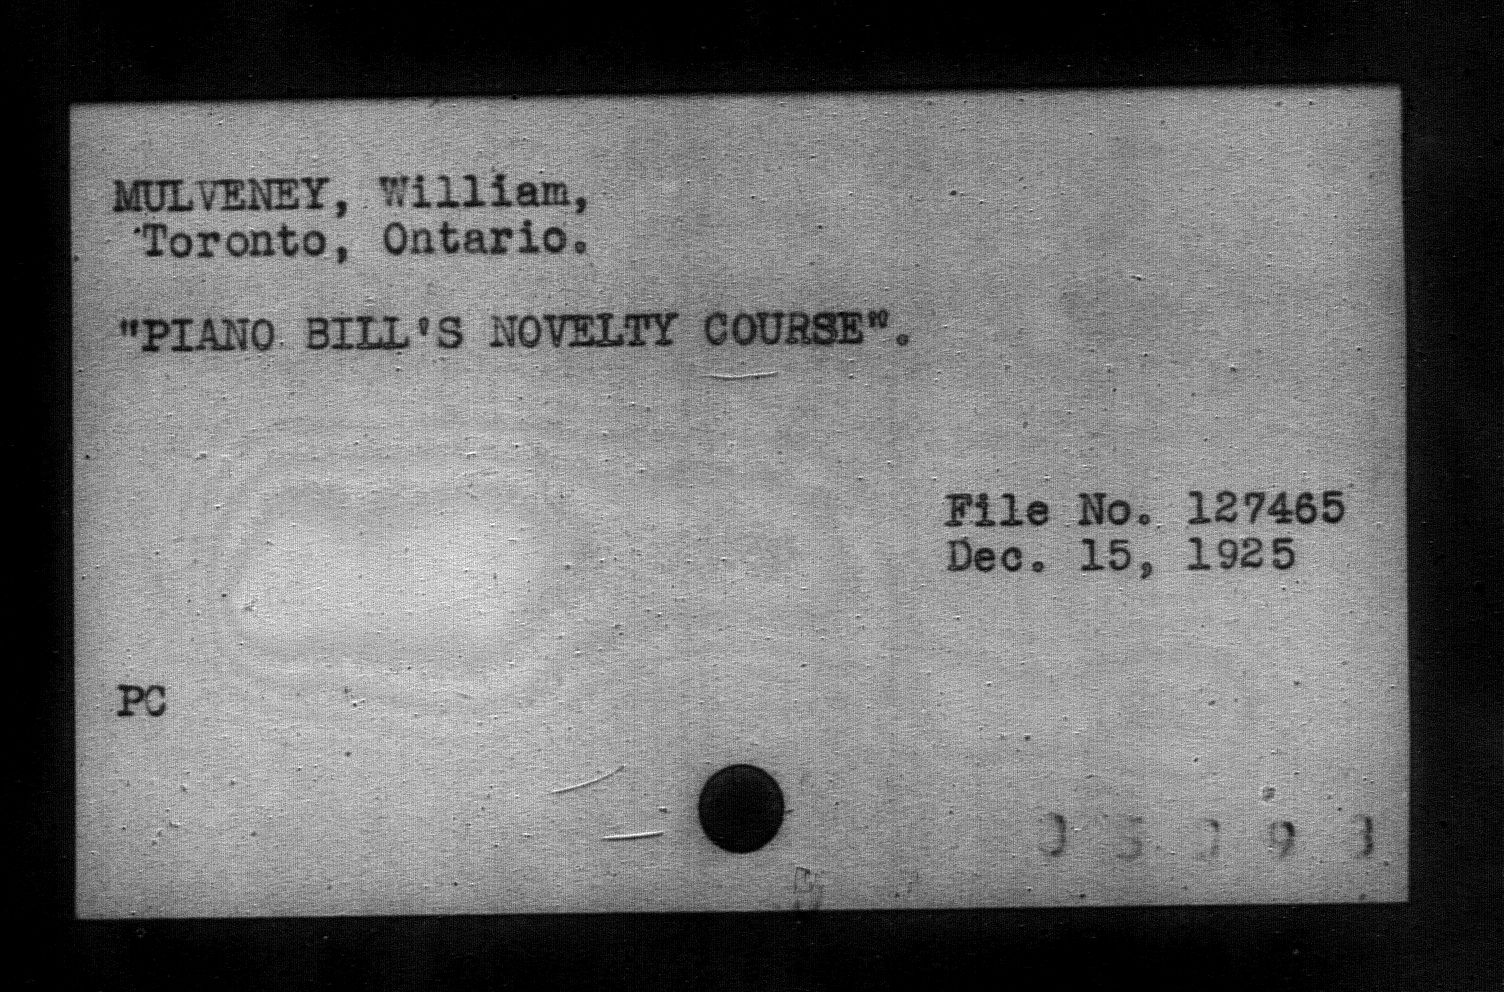 MULVENEY, William,
Toronto, Ontario.
"PIANO BILL'S NOVELTY COURSE".
File No. 127465
Dec. 15, 1925
PC